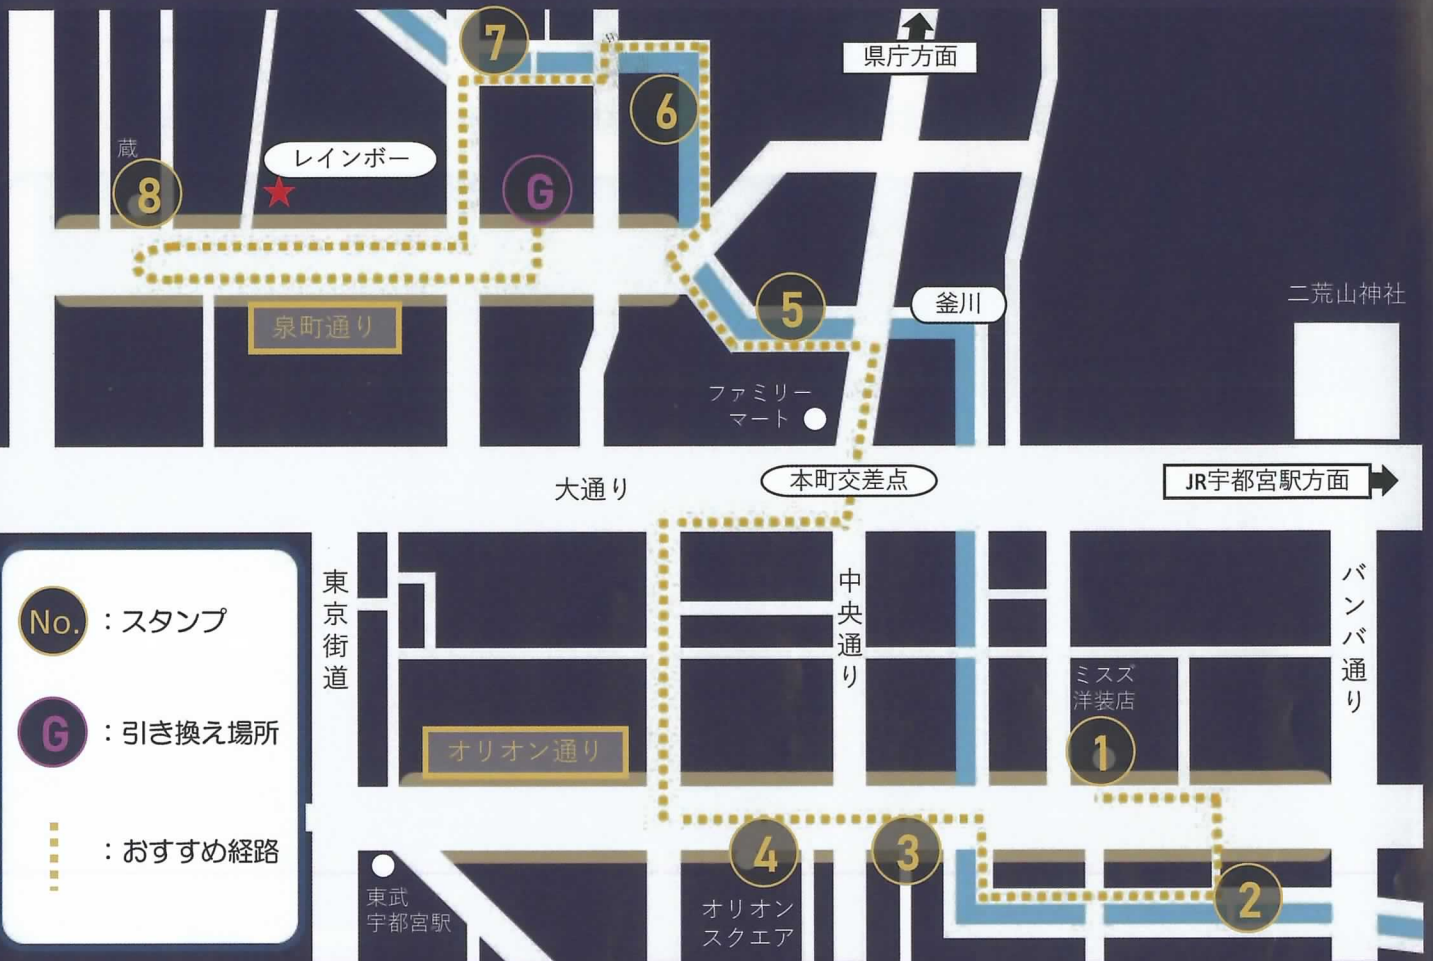 7
県庁方面
6
蔵
レインボー
8
G
5
釜川
二荒山神社
泉町通り
ファミリー
マート
大通り
本町交差点
JR宇都宮駅方面
No.
：スタンプ
G
：引き換え場所
：おすすめ経路
東京街道
中央通り
バンバ通り
ミスズ
洋装店
1
オリオン通り
4
3
2
オリオン
スクエア
東武
宇都宮駅